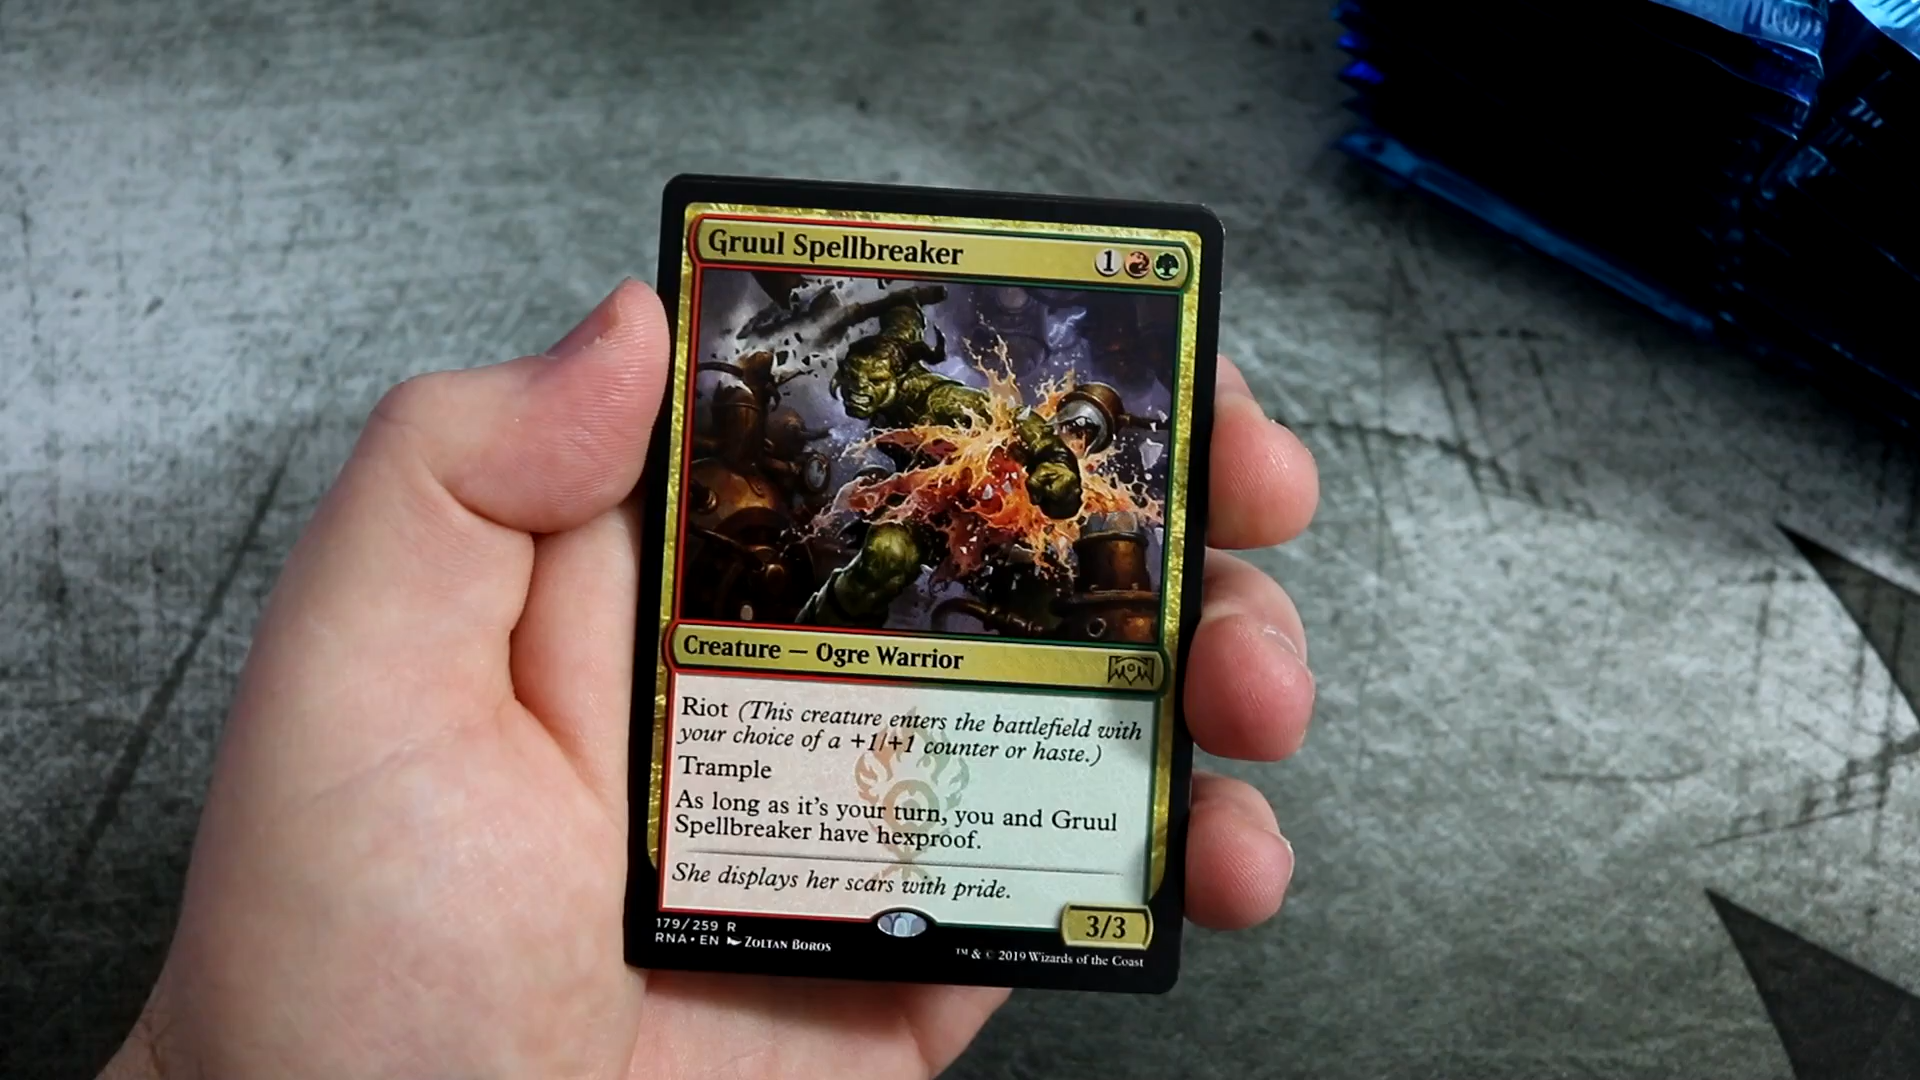 Gruul Spellbreaker 1
Creature — Ogre Warrior
Riot (This creature enters the battlefield with
your choice of a +1/+1 counter or haste.)
Trample
As long as it's your turn, you and Gruul
Spellbreaker have hexproof.
She displays her scars with pride.
3/3
179/259 R
RNA • EN Zoltan Boros
™ & © 2019 Wizards of the Coast